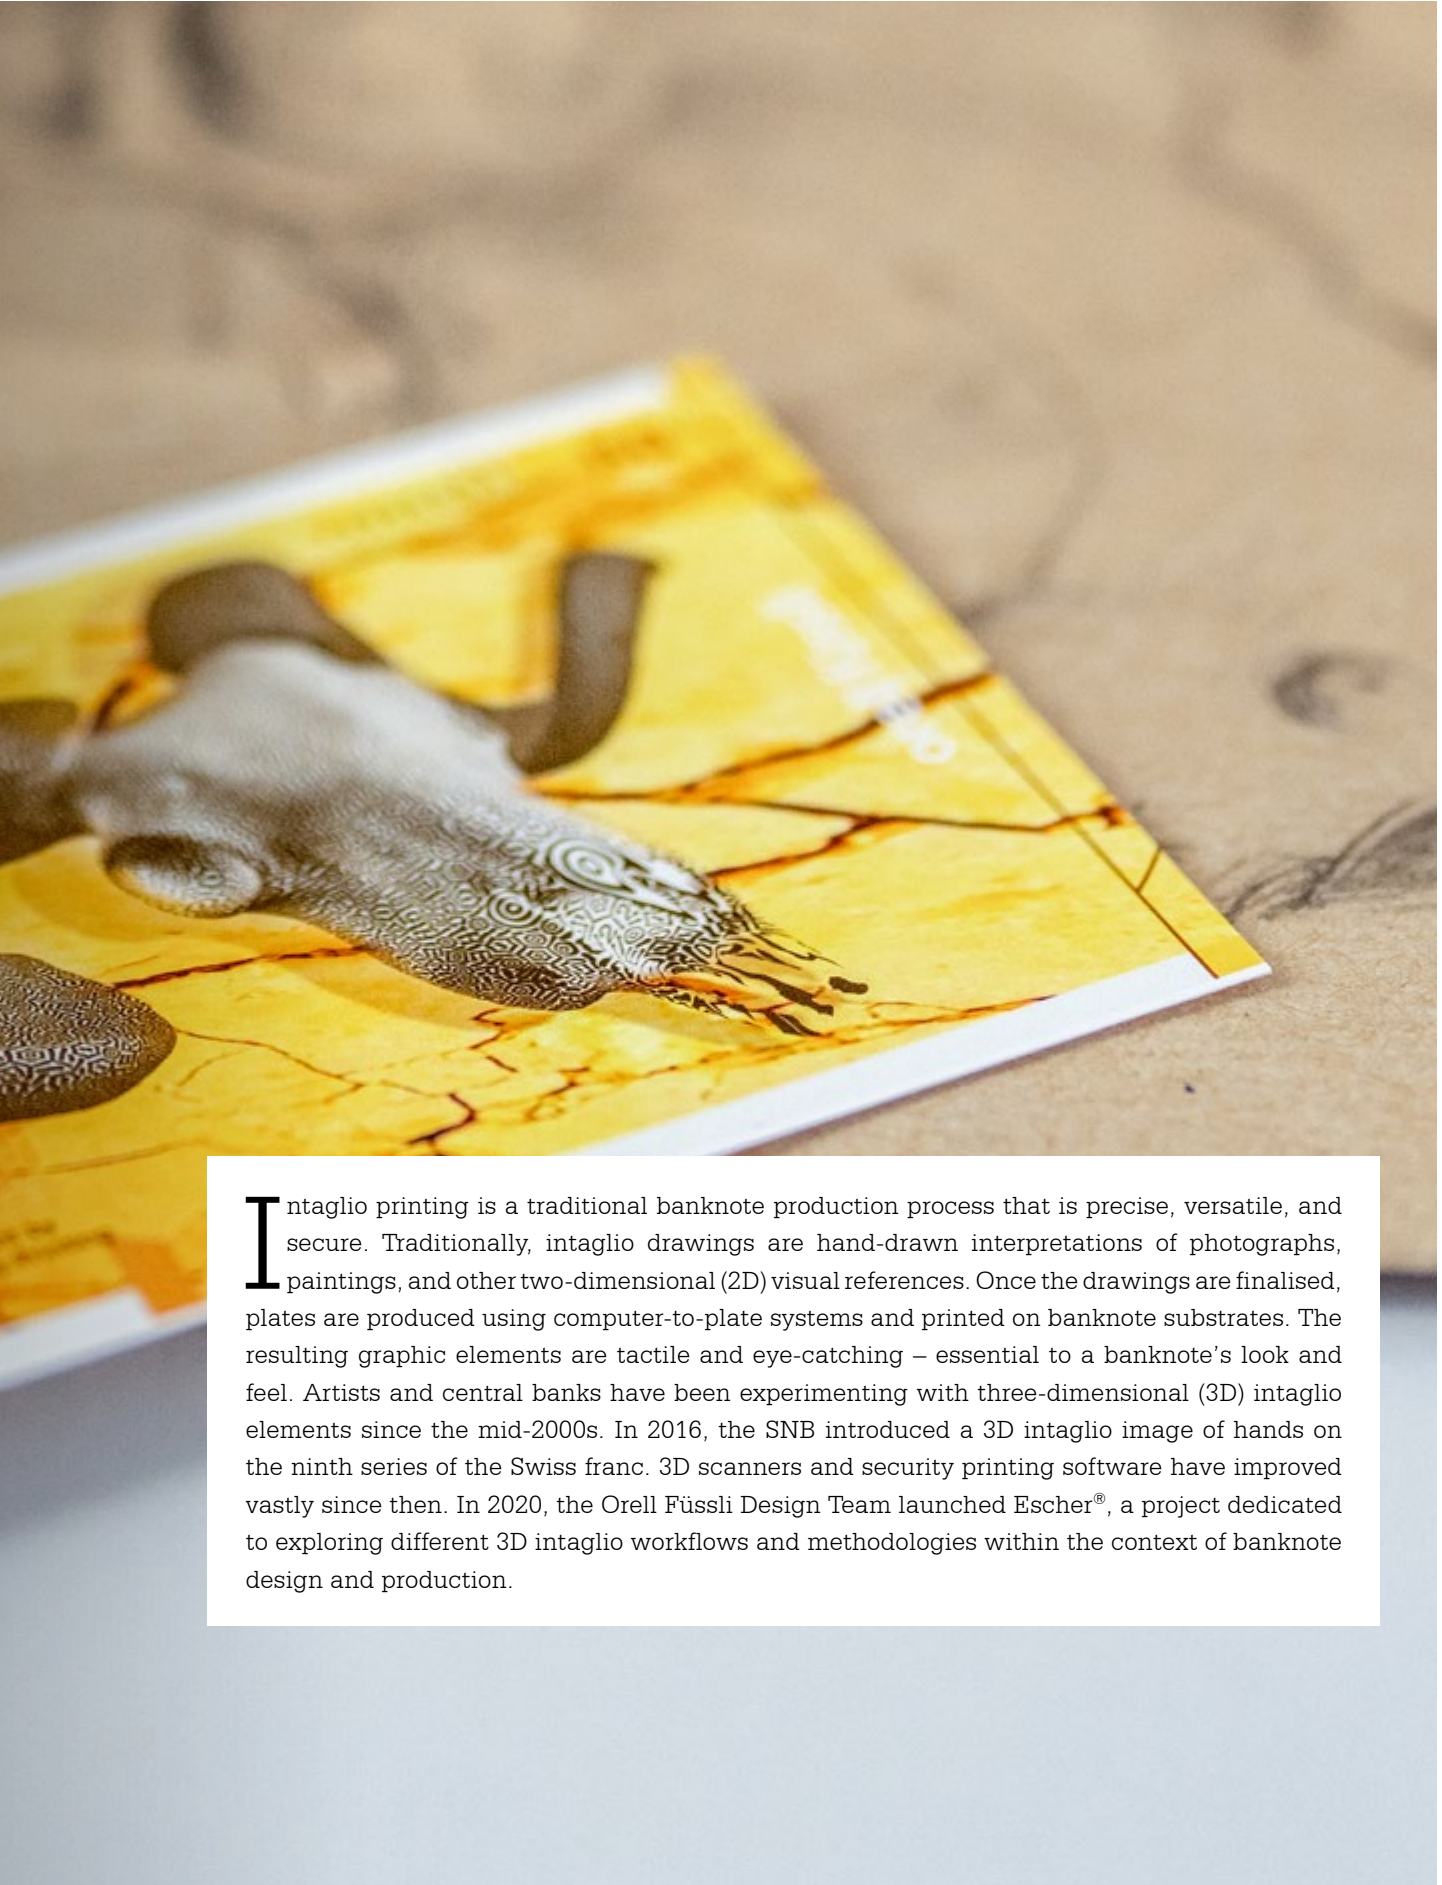 Intaglio printing is a traditional banknote production process that is precise, versatile, and
secure. Traditionally, intaglio drawings are hand-drawn interpretations of photographs,
paintings, and other two-dimensional (2D) visual references. Once the drawings are finalised,
plates are produced using computer-to-plate systems and printed on banknote substrates. The
resulting graphic elements are tactile and eye-catching – essential to a banknote’s look and
feel. Artists and central banks have been experimenting with three-dimensional (3D) intaglio
elements since the mid-2000s. In 2016, the SNB introduced a 3D intaglio image of hands on
the ninth series of the Swiss franc. 3D scanners and security printing software have improved
vastly since then. In 2020, the Orell Füssli Design Team launched Escher®, a project dedicated
to exploring different 3D intaglio workflows and methodologies within the context of banknote
design and production.